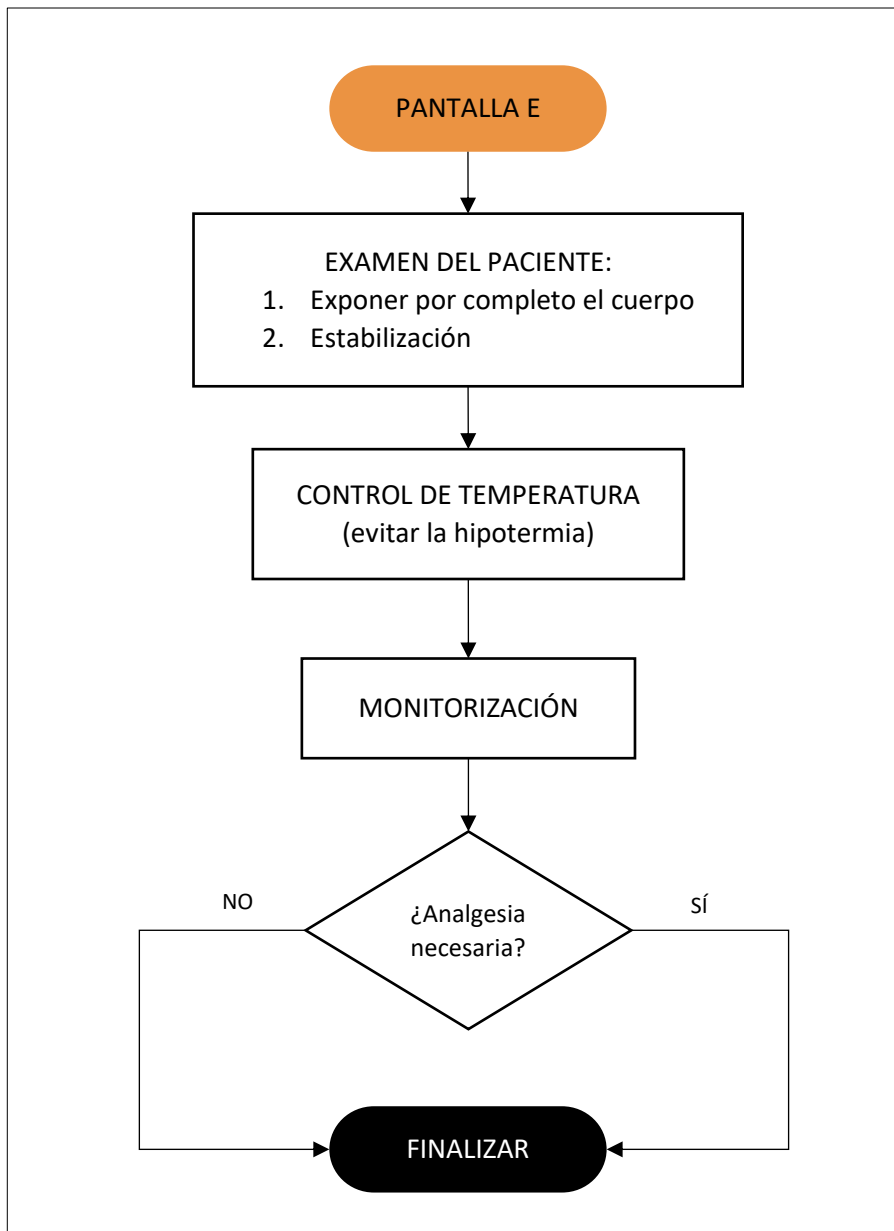 PANTALLA E
EXAMEN DEL PACIENTE:
1. Exponer por completo el cuerpo
2. Estabilización
CONTROL DE TEMPERATURA
(evitar la hipotermia)
MONITORIZACIÓN
NO
¿Analgesia
necesaria?
SÍ
FINALIZAR